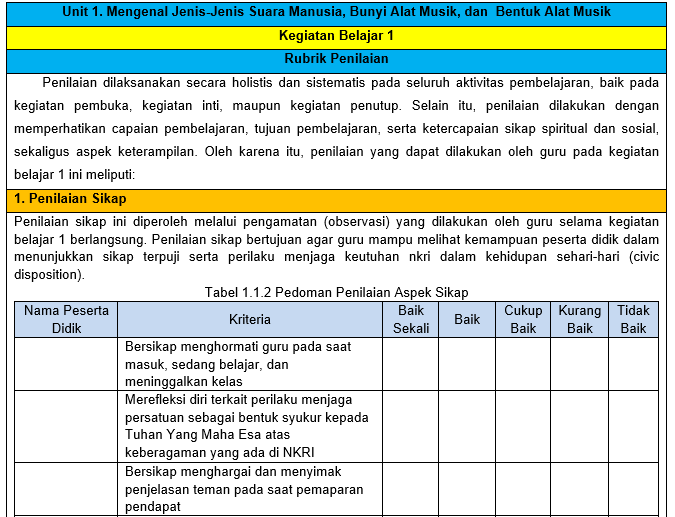 Unit 1. Mengenal Jenis-Jenis Suara Manusia, Bunyi Alat Musik, dan Bentuk Alat Musik
Kegiatan Belajar 1
Rubrik Penilaian
Penilaian dilaksanakan secara holistis dan sistematis pada seluruh aktivitas pembelajaran, baik pada
kegiatan pembuka, kegiatan inti, maupun kegiatan penutup. Selain itu, penilaian dilakukan dengan
memperhatikan capaian pembelajaran, tujuan pembelajaran, serta ketercapaian sikap spiritual dan sosial,
sekaligus aspek keterampilan. Oleh karena itu, penilaian yang dapat dilakukan oleh guru pada kegiatan
belajar 1 ini meliputi:
1. Penilaian Sikap
Penilaian sikap ini diperoleh melalui pengamatan (observasi) yang dilakukan oleh guru selama kegiatan
belajar 1 berlangsung. Penilaian sikap bertujuan agar guru mampu melihat kemampuan peserta didik dalam
menunjukkan sikap terpuji serta perilaku menjaga keutuhan nkri dalam kehidupan sehari-hari (civic
disposition).
Tabel 1.1.2 Pedoman Penilaian Aspek Sikap
Nama Peserta
Didik
Kriteria
Baik
Sekali
Baik
Cukup
Baik
Kurang
Baik
Tidak
Baik
Bersikap menghormati guru pada saat
masuk, sedang belajar, dan
meninggalkan kelas
Merefleksi diri terkait perilaku menjaga
persatuan sebagai bentuk syukur kepada
Tuhan Yang Maha Esa atas
keberagaman yang ada di NKRI
Bersikap menghargai dan menyimak
penjelasan teman pada saat pemaparan
pendapat